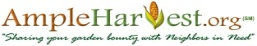 AmpleHarvest.org(SM)
"Sharing your garden bounty with Neighbors in Need"